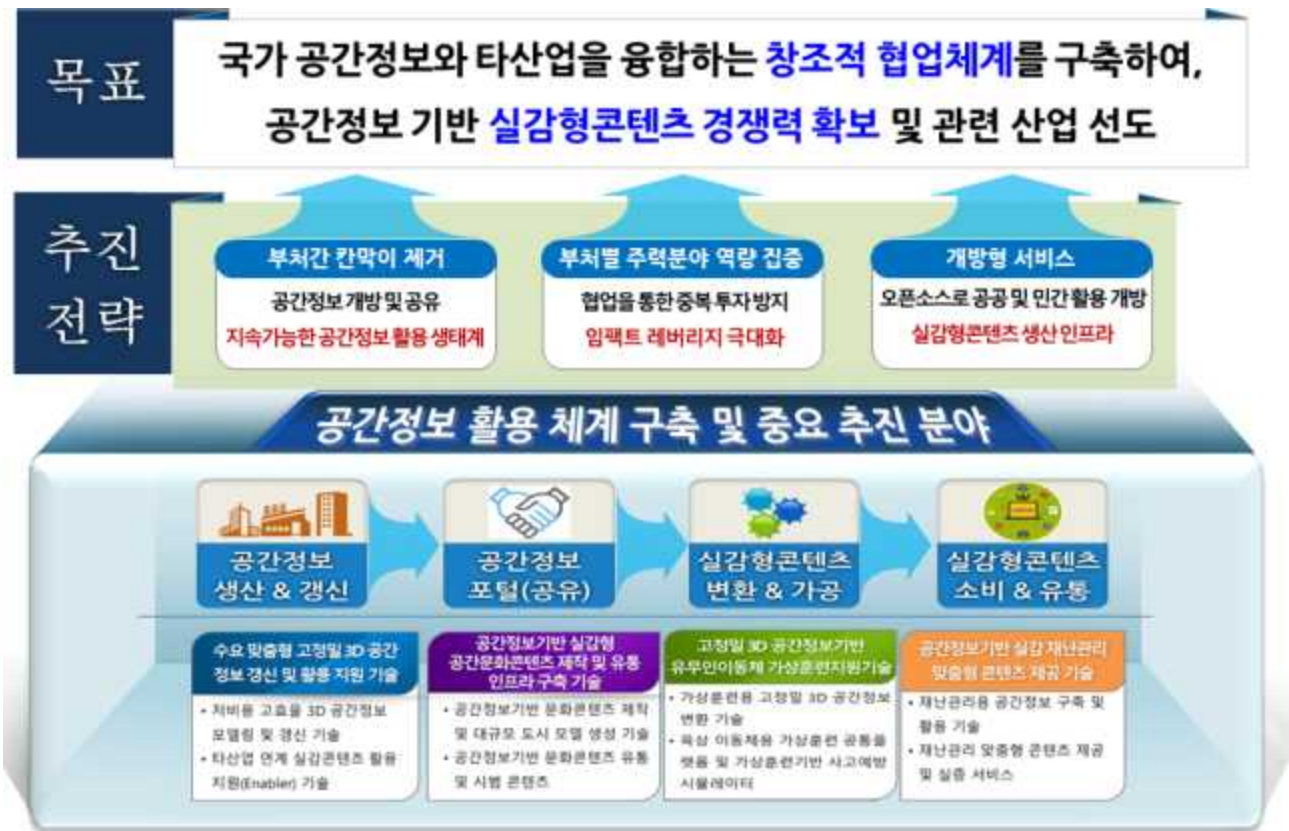 목표
국가 공간정보와 타산업을 융합하는 창조적 협업체계를 구축하여,
공간정보 기반 실감형콘텐츠 경쟁력 확보 및 관련 산업 선도
추진
전략
부처간 칸막이 제거
공간정보 개방 및 공유
지속가능한 공간정보 활용 생태계
부처별 주력분야 역량 집중
협업을 통한 중복 투자 방지
임팩트 레버리지 극대화
개방형 서비스
오픈소스로 공공 및 민간 활용 개방
실감형콘텐츠 생산 인프라
공간정보 활용 체계 구축 및 중요 추진 분야
공간정보
생산 & 갱신
공간정보
포털(공유)
실감형콘텐츠
변환 & 가공
실감형콘텐츠
소비 & 유통
수요 맞춤형 고정밀 3D 공간
정보 갱신 및 활용 지원 기술
• 저비용 고효율 3D 공간정보
모델링 및 갱신 기술
• 타산업 연계 실감콘텐츠 활용
지원(Enabler) 기술
공간정보기반 실감형
공간문화콘텐츠 제작 및 유통
인프라 구축 기술
• 공간정보기반 문화콘텐츠 제작
및 대규모 도시 모델 생성 기술
• 공간정보기반 문화콘텐츠 유통
및 시범 콘텐츠
고정밀 3D 공간정보기반
유무인이동체 가상훈련지원기술
• 가상훈련용 고정밀 3D 공간정보
변환 기술
• 육상 이동체용 가상훈련 공통플
랫폼 및 가상훈련기반 사고예방
시뮬레이터
공간정보기반 실감 재난관리
맞춤형 콘텐츠 제공 기술
• 재난관리용 공간정보 구축 및
활용 기술
• 재난관리 맞춤형 콘텐츠 제공
및 실증 서비스